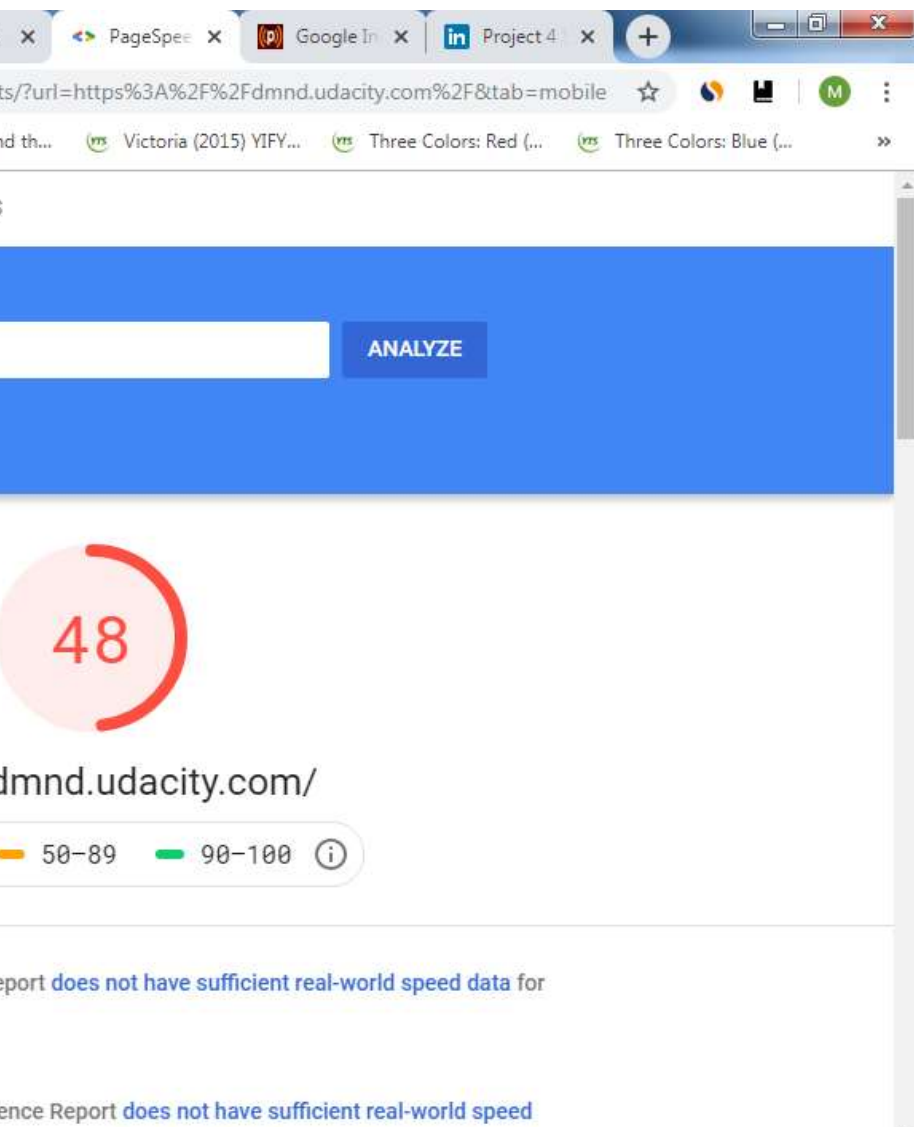 PageSpee Google In Project 4
ts/?url=https%3A%2F%2Fdmnd.udacity.com%2F&tab=mobile M
nd th... Victoria (2015) YIFY... Three Colors: Red (... Three Colors: Blue (... »
s
ANALYZE
48
dmnd.udacity.com/
50–89 90–100
eport does not have sufficient real-world speed data for
ence Report does not have sufficient real-world speed